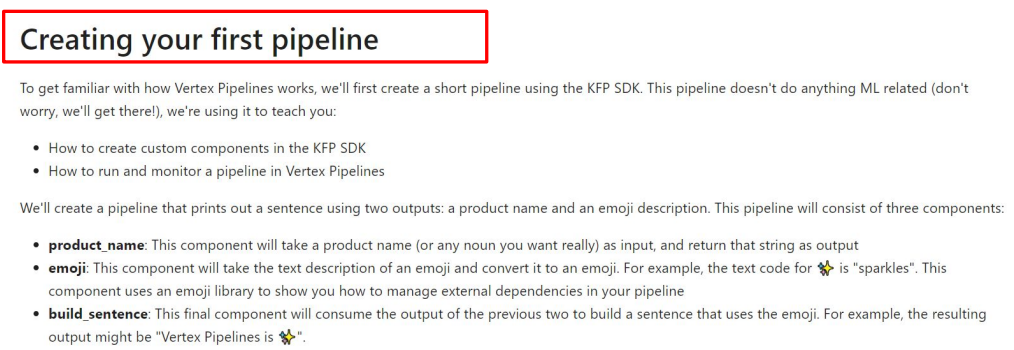 Creating your first pipeline
To get familiar with how Vertex Pipelines works, we'll first create a short pipeline using the KFP SDK. This pipeline doesn't do anything ML related (don't
worry, we'll get there!), we're using it to teach you:
• How to create custom components in the KFP SDK
• How to run and monitor a pipeline in Vertex Pipelines
We'll create a pipeline that prints out a sentence using two outputs: a product name and an emoji description. This pipeline will consist of three components:
• product_name: This component will take a product name (or any noun you want really) as input, and return that string as output
• emoji: This component will take the text description of an emoji and convert it to an emoji. For example, the text code for ✨ is "sparkles". This
component uses an emoji library to show you how to manage external dependencies in your pipeline
• build_sentence: This final component will consume the output of the previous two to build a sentence that uses the emoji. For example, the resulting
output might be "Vertex Pipelines is ✨".